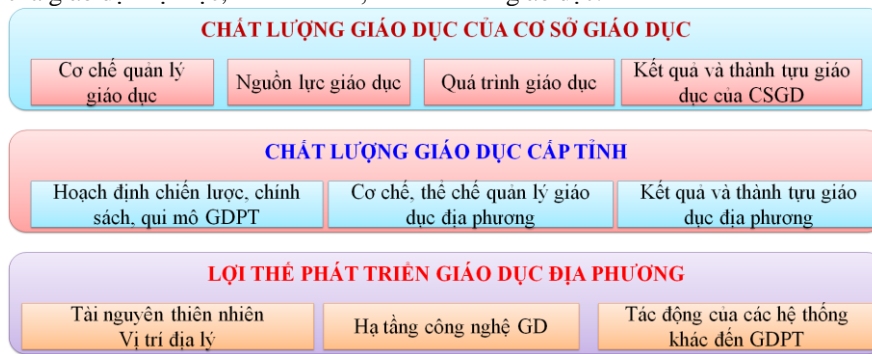 CHẤT LƯỢNG GIÁO DỤC CỦA CƠ SỞ GIÁO DỤC
Cơ chế quản lý
giáo dục
Nguồn lực giáo dục
Quá trình giáo dục
Kết quả và thành tựu giáo
dục của CSGD
CHẤT LƯỢNG GIÁO DỤC CẤP TỈNH
Hoạch định chiến lược, chính
sách, qui mô GDPT
Cơ chế, thể chế quản lý giáo
dục địa phương
Kết quả và thành tựu giáo
dục địa phương
LỢI THẾ PHÁT TRIỂN GIÁO DỤC ĐỊA PHƯƠNG
Tài nguyên thiên nhiên
Vị trí địa lý
Hạ tầng công nghệ GD
Tác động của các hệ thống
khác đến GDPT